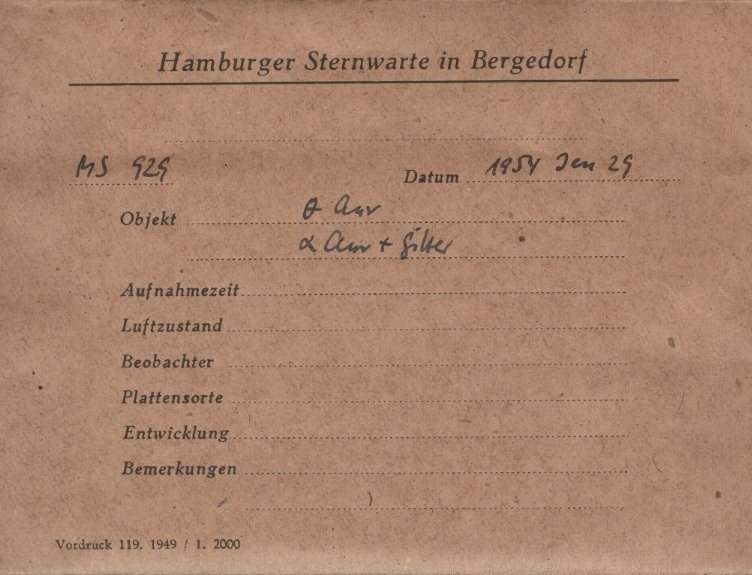 Hamburger Sternwarte in Bergedorf
MS 929 Datum 1954 Jan 29
Objekt θ Aur
α Aur + Gitter
Aufnahmezeit
Luftzustand
Beobachter
Plattensorte
Entwicklung
Bemerkungen
Vordruck 119. 1949 / 1. 2000